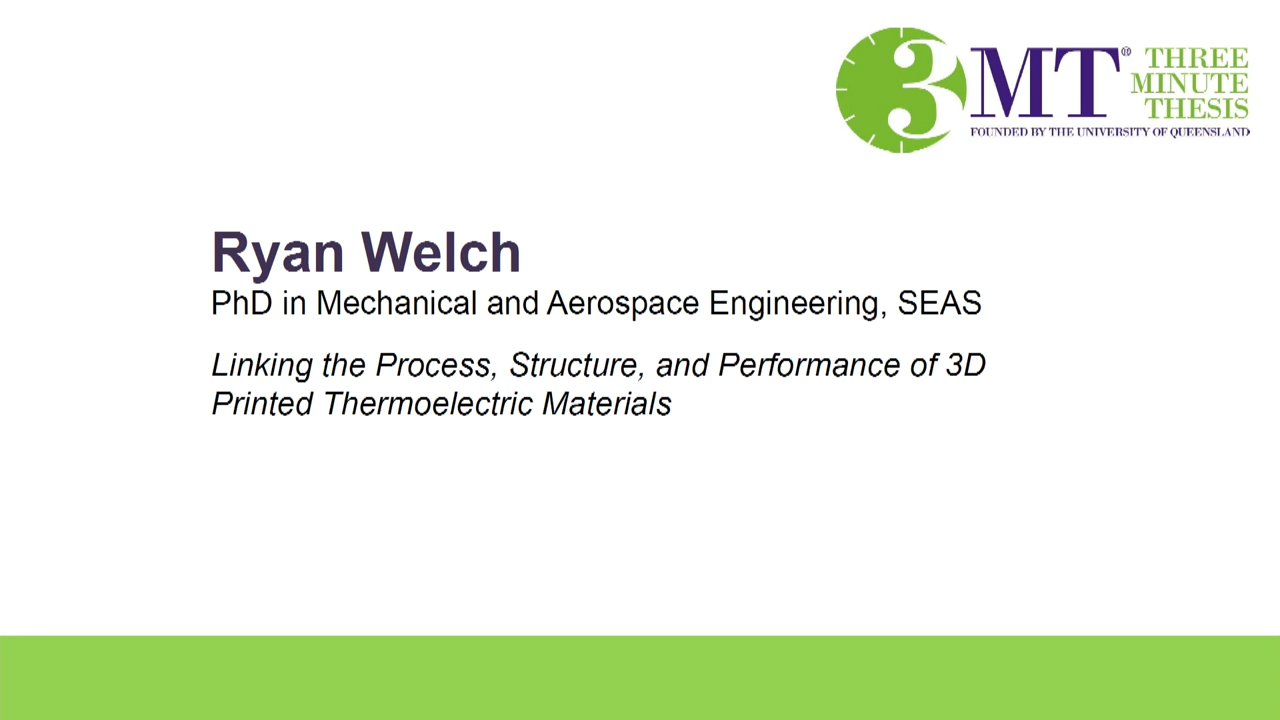 3MT® THREE
MINUTE
THESIS
FOUNDED BY THE UNIVERSITY OF QUEENSLAND
Ryan Welch
PhD in Mechanical and Aerospace Engineering, SEAS
Linking the Process, Structure, and Performance of 3D
Printed Thermoelectric Materials